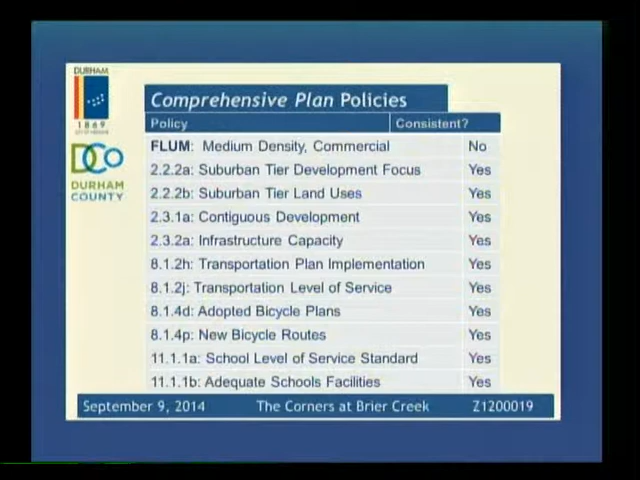 DURHAM
1869
DCo
DURHAM
COUNTY
Comprehensive Plan Policies
Policy Consistent?
FLUM: Medium Density, Commercial No
2.2.2a: Suburban Tier Development Focus Yes
2.2.2b: Suburban Tier Land Uses Yes
2.3.1a: Contiguous Development Yes
2.3.2a: Infrastructure Capacity Yes
8.1.2h: Transportation Plan Implementation Yes
8.1.2j: Transportation Level of Service Yes
8.1.4d: Adopted Bicycle Plans Yes
8.1.4p: New Bicycle Routes Yes
11.1.1a: School Level of Service Standard Yes
11.1.1b: Adequate Schools Facilities Yes
September 9, 2014 The Corners at Brier Creek Z1200019